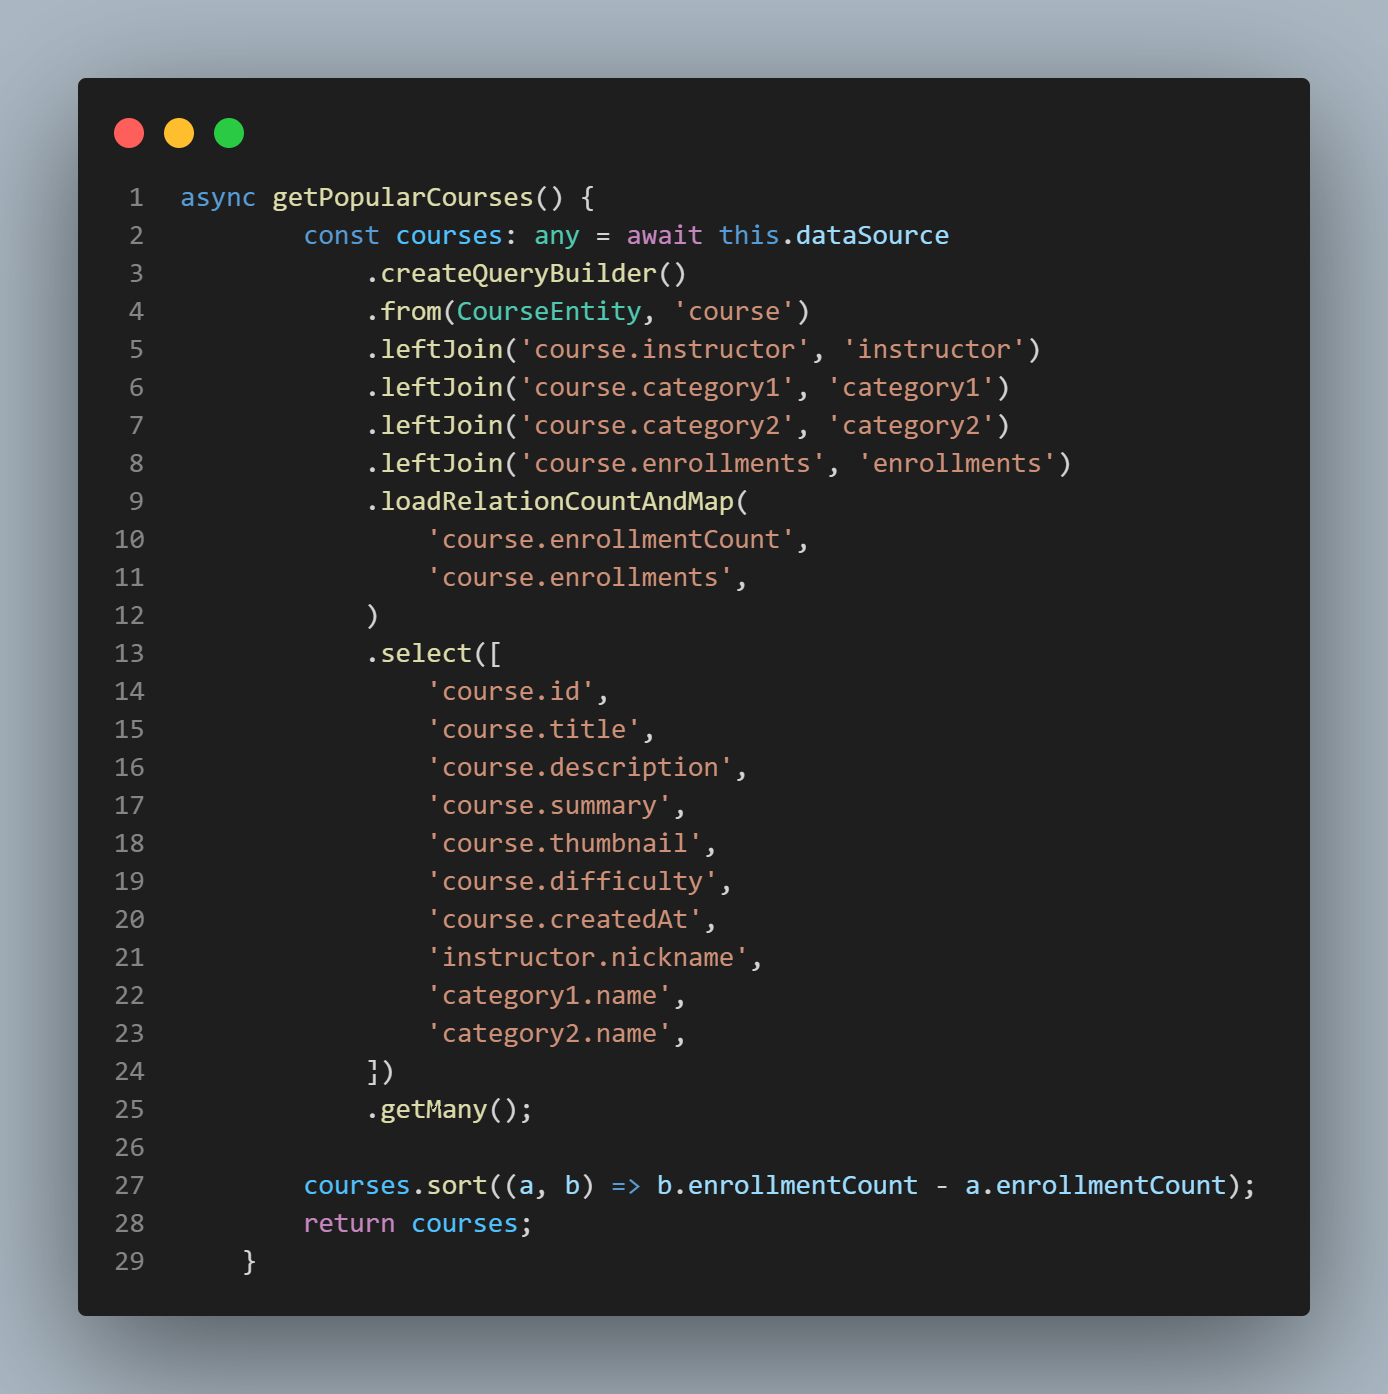 1 async getPopularCourses() {
2 const courses: any = await this.dataSource
3 .createQueryBuilder()
4 .from(CourseEntity, 'course')
5 .leftJoin('course.instructor', 'instructor')
6 .leftJoin('course.category1', 'category1')
7 .leftJoin('course.category2', 'category2')
8 .leftJoin('course.enrollments', 'enrollments')
9 .loadRelationCountAndMap(
10 'course.enrollmentCount',
11 'course.enrollments',
12 )
13 .select([
14 'course.id',
15 'course.title',
16 'course.description',
17 'course.summary',
18 'course.thumbnail',
19 'course.difficulty',
20 'course.createdAt',
21 'instructor.nickname',
22 'category1.name',
23 'category2.name',
24 ])
25 .getMany();
26
27 courses.sort((a, b) => b.enrollmentCount - a.enrollmentCount);
28 return courses;
29 }